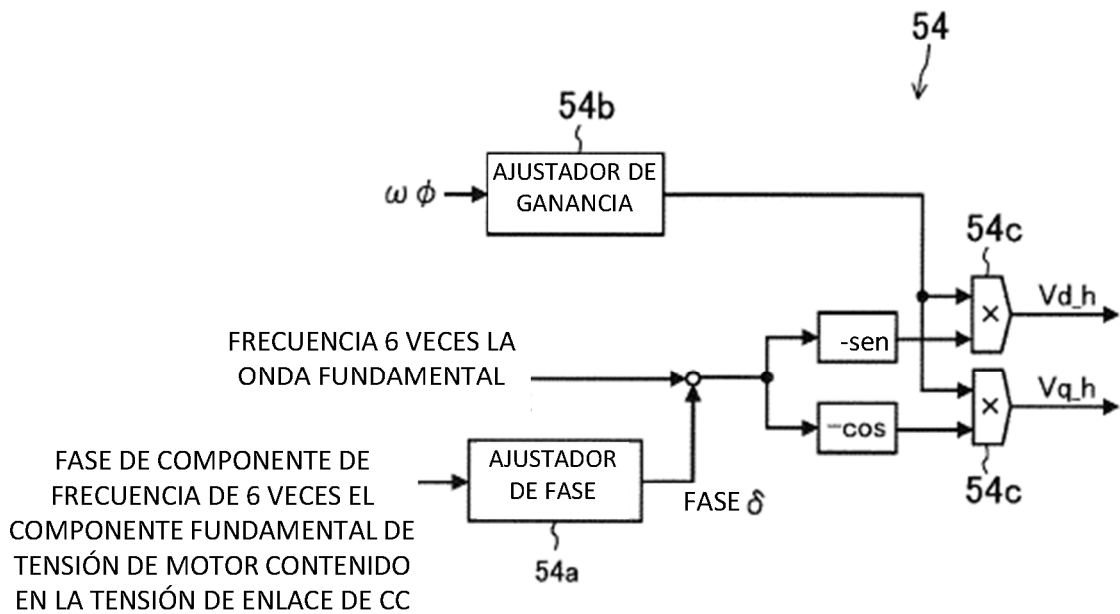 54
54b
AJUSTADOR DE
GANANCIA
ω ϕ
54c
Vd_h
×
-sen
FRECUENCIA 6 VECES LA
ONDA FUNDAMENTAL
Vq_h
×
−cos
54c
AJUSTADOR
DE FASE
FASE δ
54a
FASE DE COMPONENTE DE
FRECUENCIA DE 6 VECES EL
COMPONENTE FUNDAMENTAL DE
TENSIÓN DE MOTOR CONTENIDO
EN LA TENSIÓN DE ENLACE DE CC